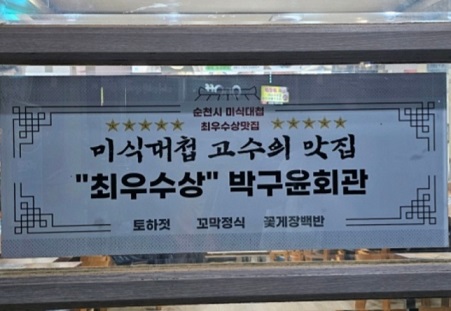 순천시 미식대첩
★★★★★ 최우수상맛집 ★★★★★
미식대첩 고수의 맛집
"최우수상" 박구윤회관
토하젓 꼬막정식 꽃게장백반